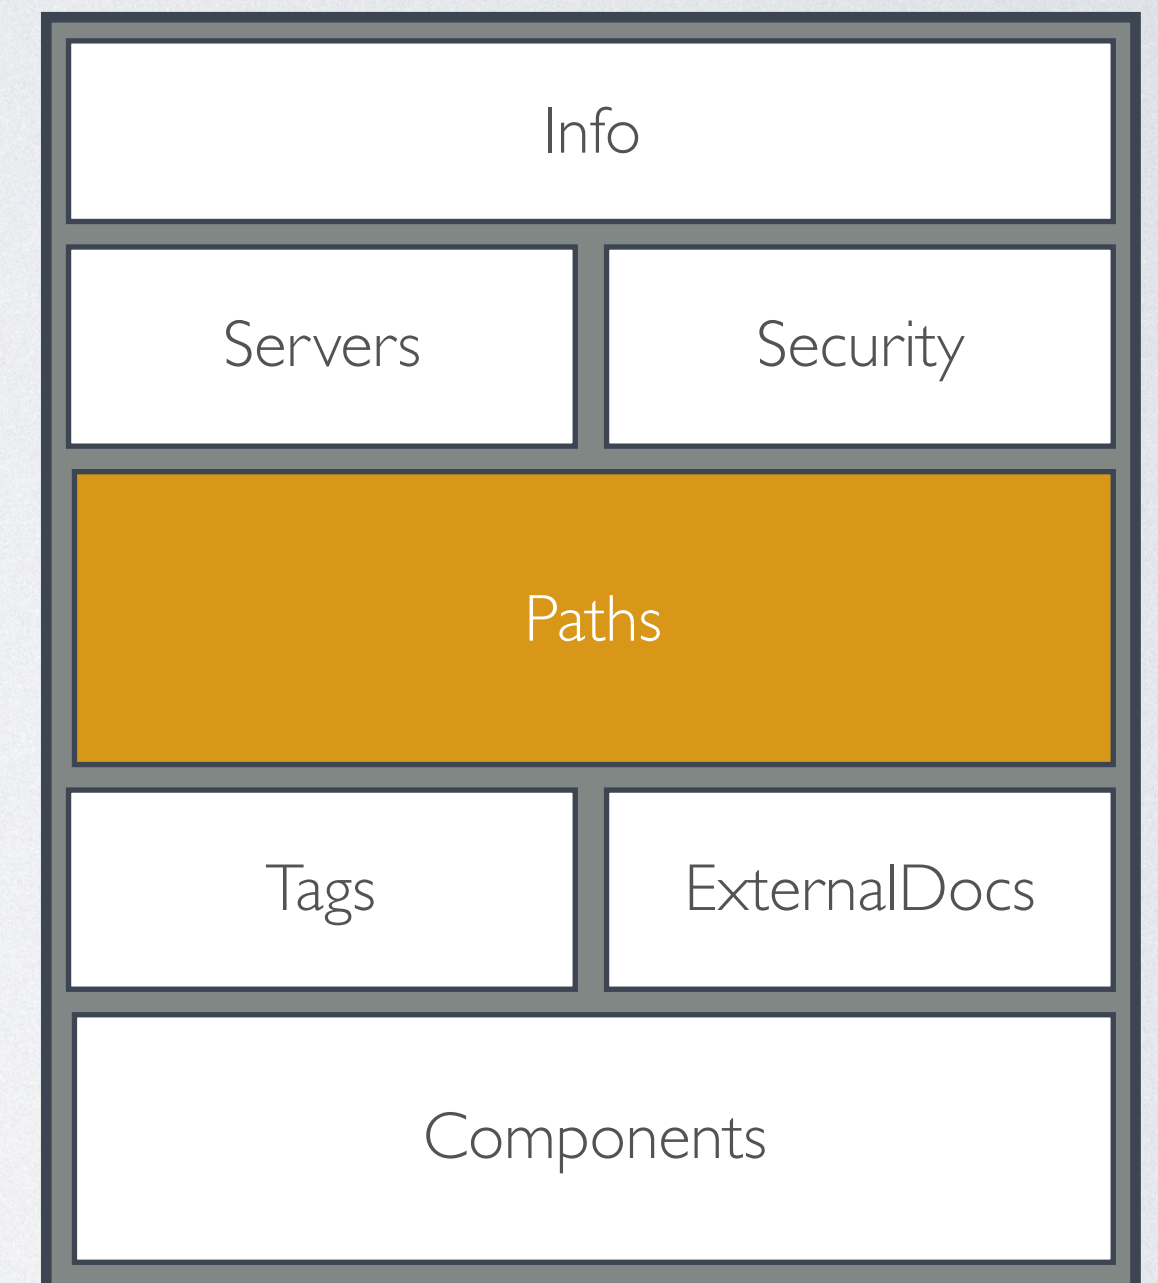 Info
Servers
Security
Paths
Tags
ExternalDocs
Components